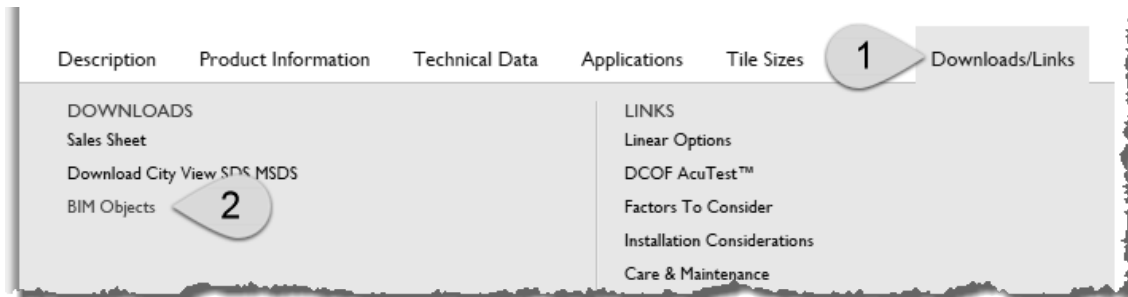 Description Product Information Technical Data Applications Tile Sizes 1 Downloads/Links
DOWNLOADS
Sales Sheet
Download City View SDS MSDS
BIM Objects 2
LINKS
Linear Options
DCOF AcuTest™
Factors To Consider
Installation Considerations
Care & Maintenance